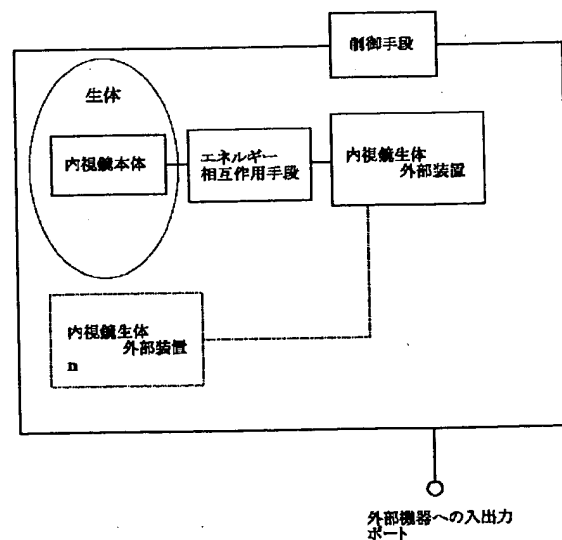 制御手段
生体
内視鏡本体
エネルギー
相互作用手段
内視鏡生体
外部装置
内視鏡生体
外部装置
n
外部機器への入出力
ポート